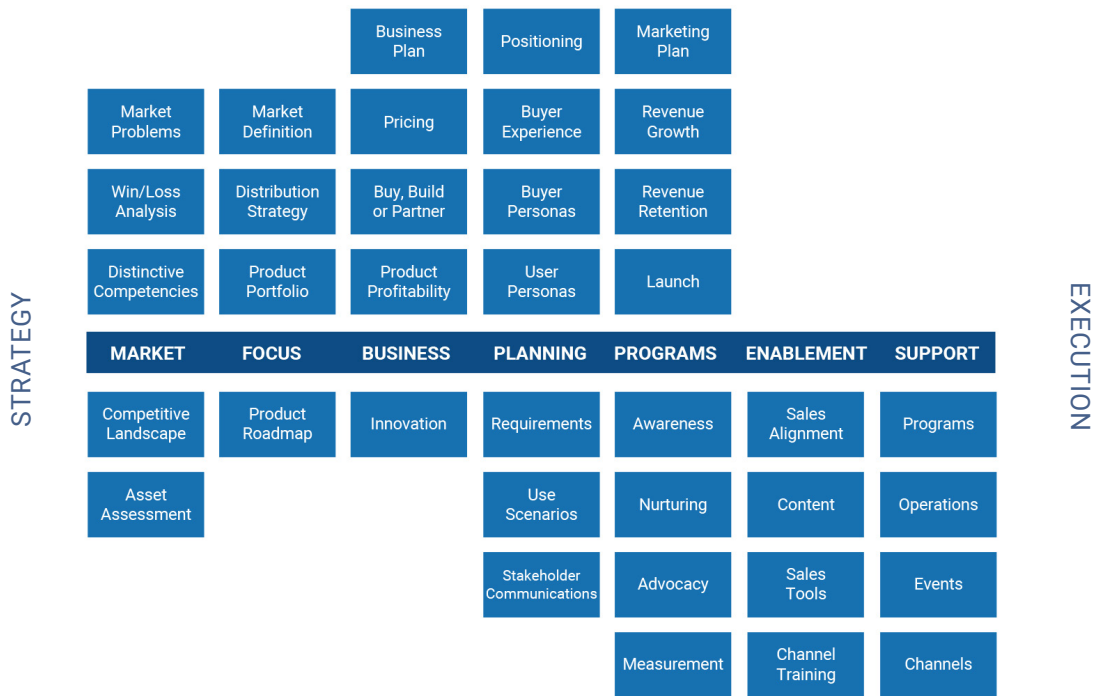 Business
Plan
Positioning
Marketing
Plan
Market
Problems
Market
Definition
Pricing
Buyer
Experience
Revenue
Growth
Win/Loss
Analysis
Distribution
Strategy
Buy, Build
or Partner
Buyer
Personas
Revenue
Retention
Distinctive
Competencies
Product
Portfolio
Product
Profitability
User
Personas
Launch
STRATEGY
MARKET FOCUS BUSINESS PLANNING PROGRAMS ENABLEMENT SUPPORT
EXECUTION
Competitive
Landscape
Product
Roadmap
Innovation
Requirements
Awareness
Sales
Alignment
Programs
Asset
Assessment
Use
Scenarios
Nurturing
Content
Operations
Stakeholder
Communications
Advocacy
Sales
Tools
Events
Measurement
Channel
Training
Channels